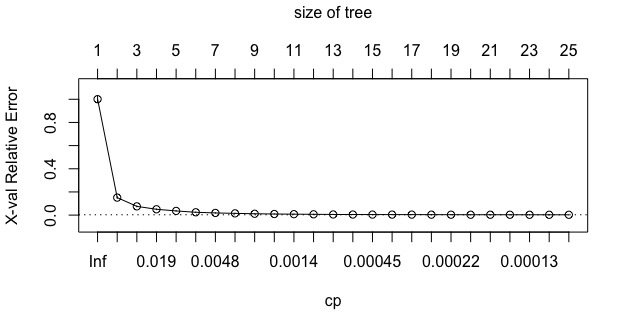 size of tree
1 3 5 7 9 11 13 15 17 19 21 23 25
X-val Relative Error
0.8
0.4
0.0
Inf 0.019 0.0048 0.0014 0.00045 0.00022 0.00013
cp